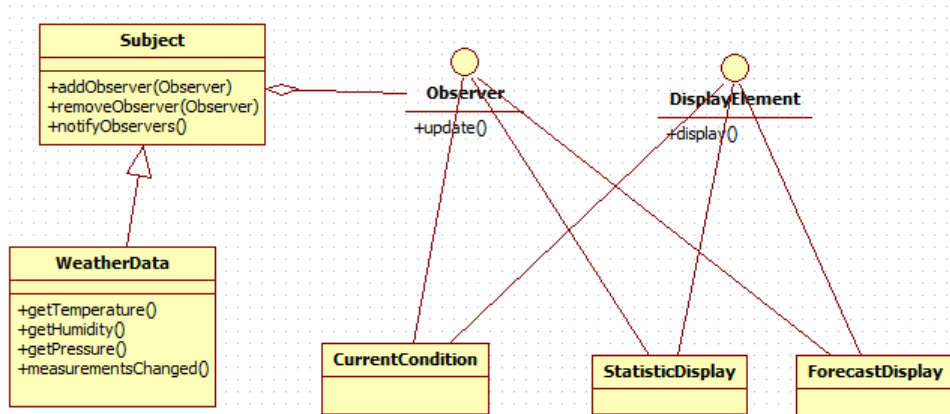 Subject
+addObserver(Observer)
+removeObserver(Observer)
+notifyObservers()
Observer
+update()
DisplayElement
+display()
WeatherData
+getTemperature()
+getHumidity()
+getPressure()
+measurementsChanged()
CurrentCondition
StatisticDisplay
ForecastDisplay